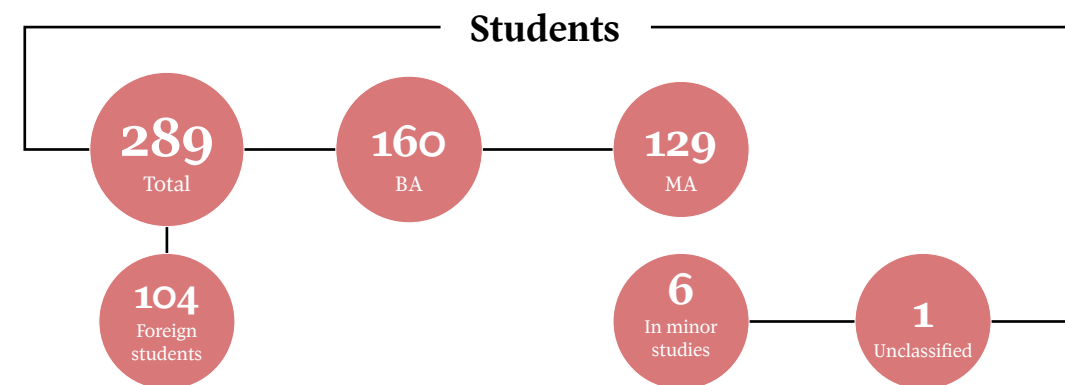 Students
289
Total
160
BA
129
MA
104
Foreign
students
6
In minor
studies
1
Unclassified